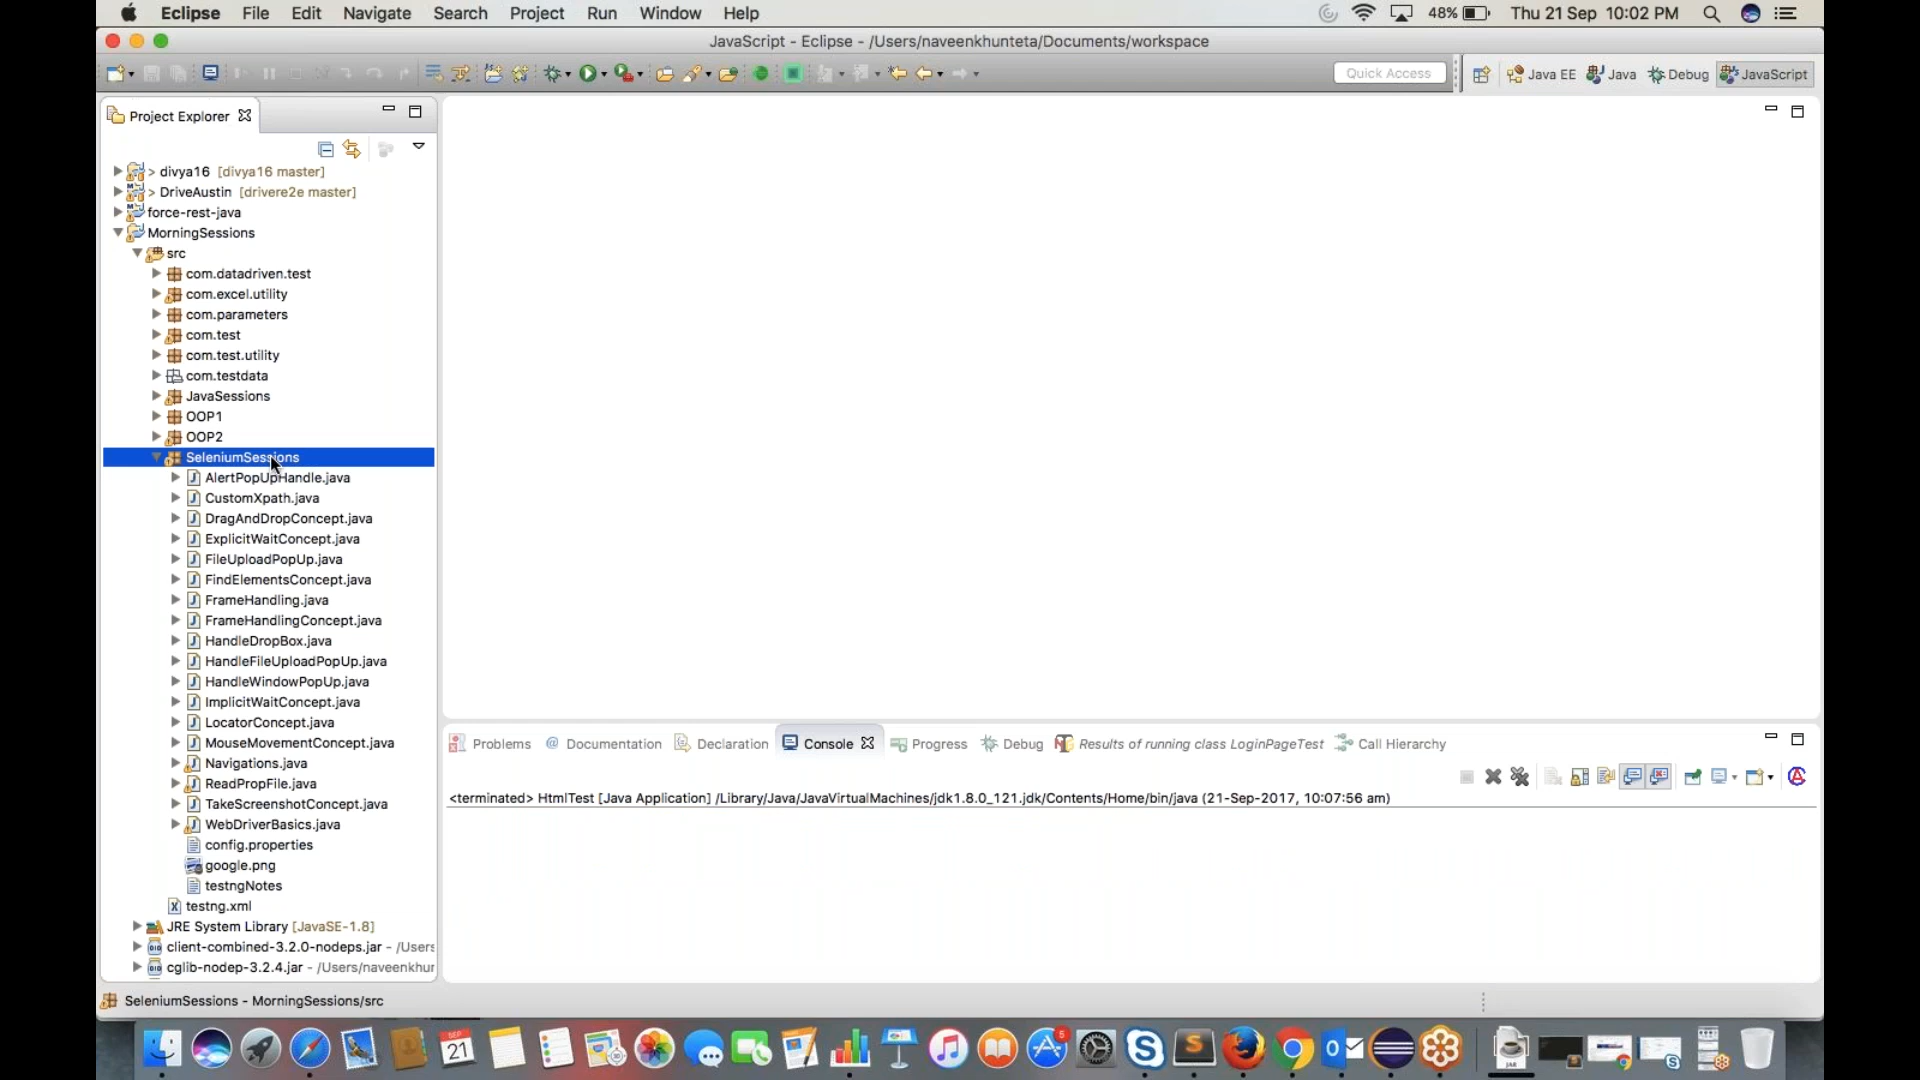 Eclipse File Edit Navigate Search Project Run Window Help 48% Thu 21 Sep 10:02 PM
JavaScript - Eclipse - /Users/naveenkhunteta/Documents/workspace
Quick Access Java EE Java Debug JavaScript
Project Explorer
> divya16 [divya16 master]
> DriveAustin [drivere2e master]
force-rest-java
MorningSessions
src
com.datadriven.test
com.excel.utility
com.parameters
com.test
com.test.utility
com.testdata
JavaSessions
OOP1
OOP2
SeleniumSessions
AlertPopUpHandle.java
CustomXpath.java
DragAndDropConcept.java
ExplicitWaitConcept.java
FileUploadPopUp.java
FindElementsConcept.java
FrameHandling.java
FrameHandlingConcept.java
HandleDropBox.java
HandleFileUploadPopUp.java
HandleWindowPopUp.java
ImplicitWaitConcept.java
LocatorConcept.java
MouseMovementConcept.java
Navigations.java
ReadPropFile.java
TakeScreenshotConcept.java
WebDriverBasics.java
config.properties
google.png
testngNotes
testng.xml
JRE System Library [JavaSE-1.8]
client-combined-3.2.0-nodeps.jar - /Users
cglib-nodep-3.2.4.jar - /Users/naveenkhur
Problems @ Documentation Declaration Console Progress Debug Results of running class LoginPageTest Call Hierarchy
<terminated> HtmlTest [Java Application] /Library/Java/JavaVirtualMachines/jdk1.8.0_121.jdk/Contents/Home/bin/java (21-Sep-2017, 10:07:56 am)
SeleniumSessions - MorningSessions/src
SEP
21
5
JAR